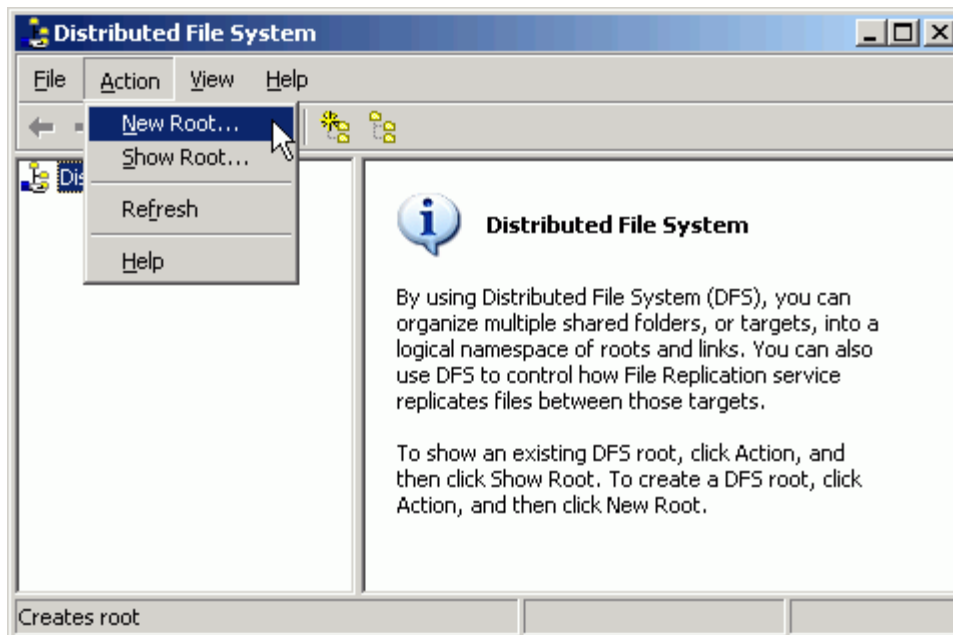 Distributed File System
File Action View Help
New Root...
Show Root...
Refresh
Help
Dis
Distributed File System
By using Distributed File System (DFS), you can
organize multiple shared folders, or targets, into a
logical namespace of roots and links. You can also
use DFS to control how File Replication service
replicates files between those targets.
To show an existing DFS root, click Action, and
then click Show Root. To create a DFS root, click
Action, and then click New Root.
Creates root